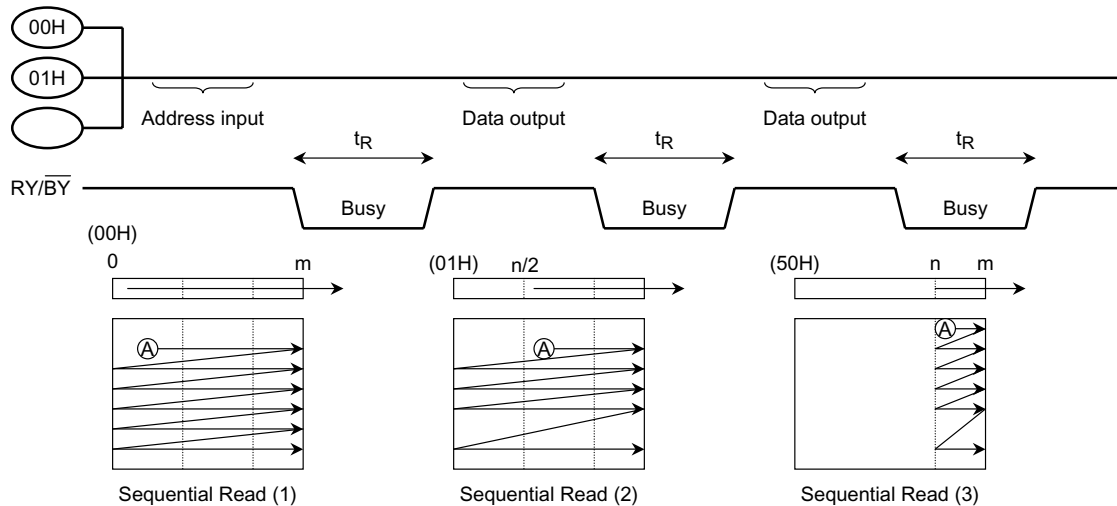 00H
01H
Address input
Data output
Data output
tR
tR
tR
RY/BY
Busy
Busy
Busy
(00H)
0
m
(01H)
n/2
(50H)
n
m
A
A
A
Sequential Read (1)
Sequential Read (2)
Sequential Read (3)